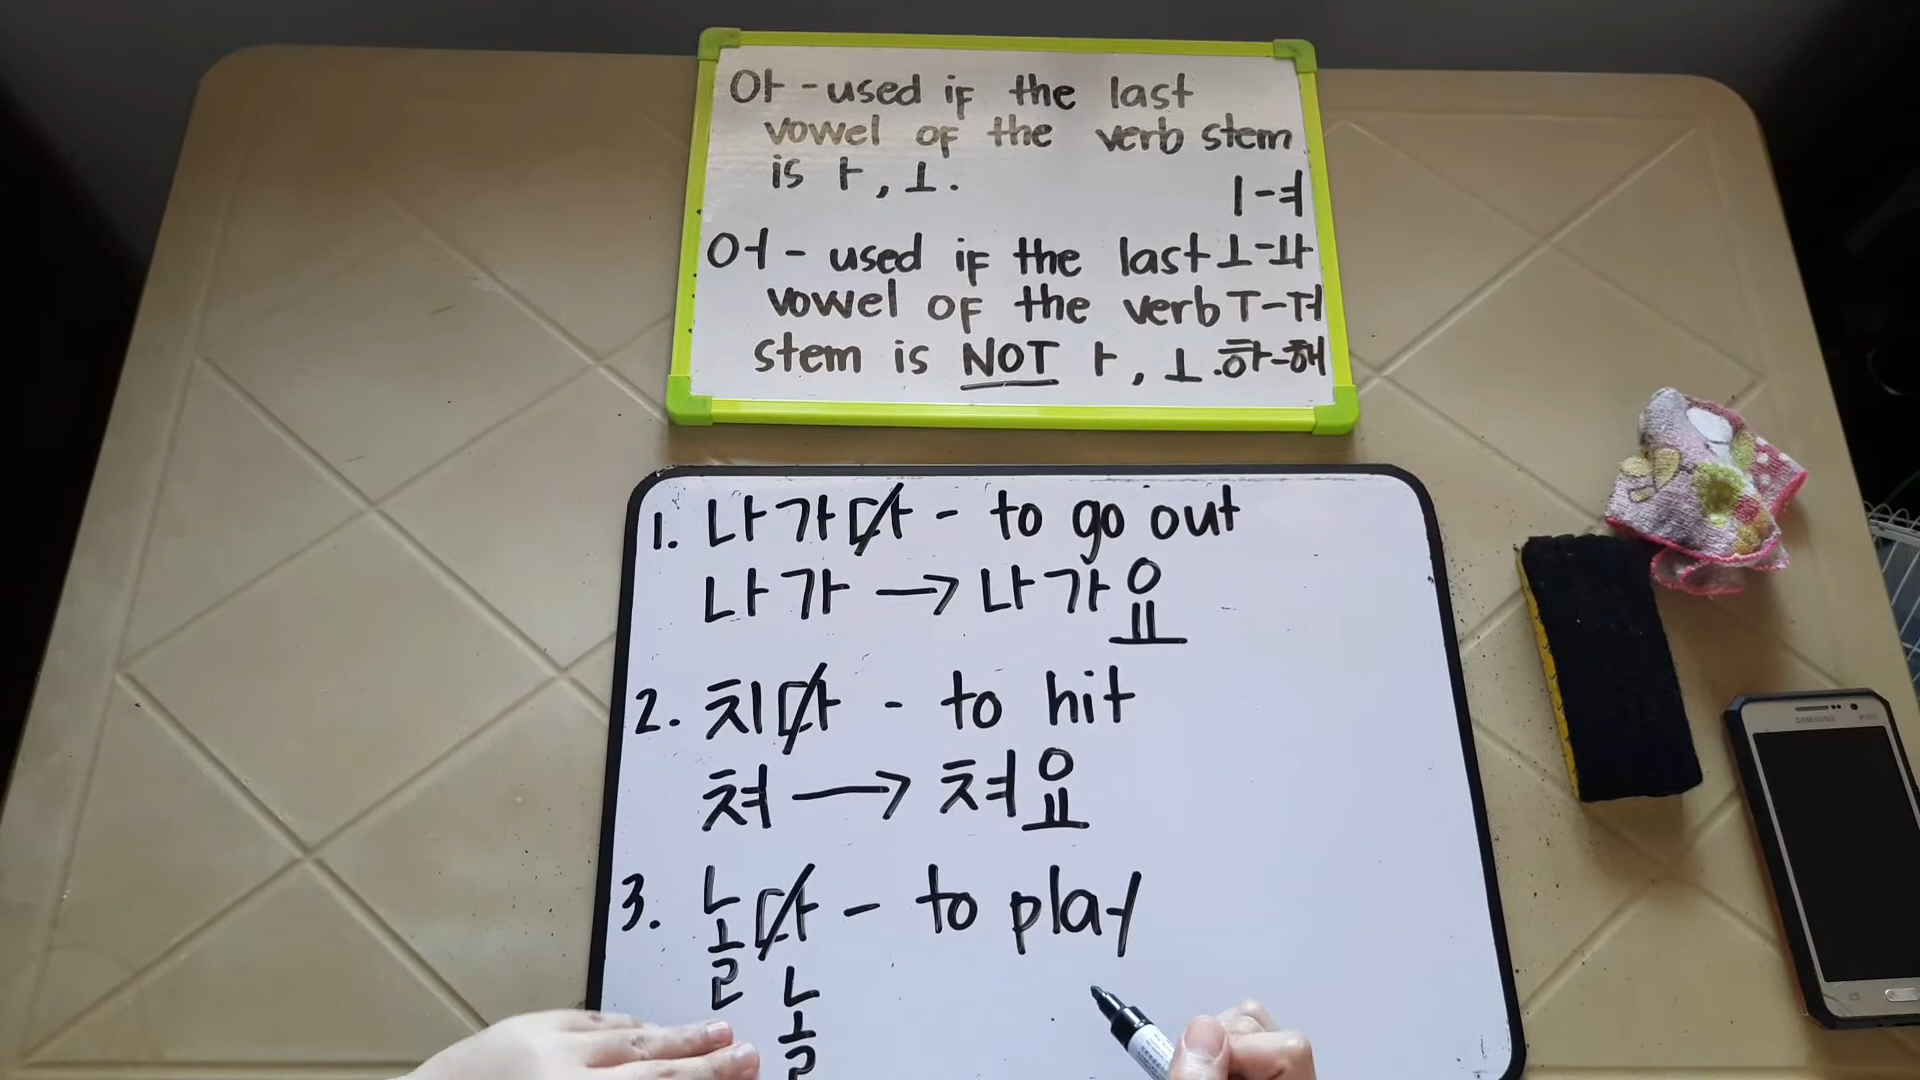 아 - used if the last
vowel of the verb stem
is ㅏ, ㅗ.
ㅣ-ㅕ
어 - used if the last
vowel of the verb
stem is NOT ㅏ, ㅗ.
ㅗ-ㅘ
ㅜ-ㅝ
하-해
1. 나가다 - to go out
나가 → 나가요
2. 치다 - to hit
쳐 → 쳐요
3. 놀다 - to play
놀
SAMSUNG